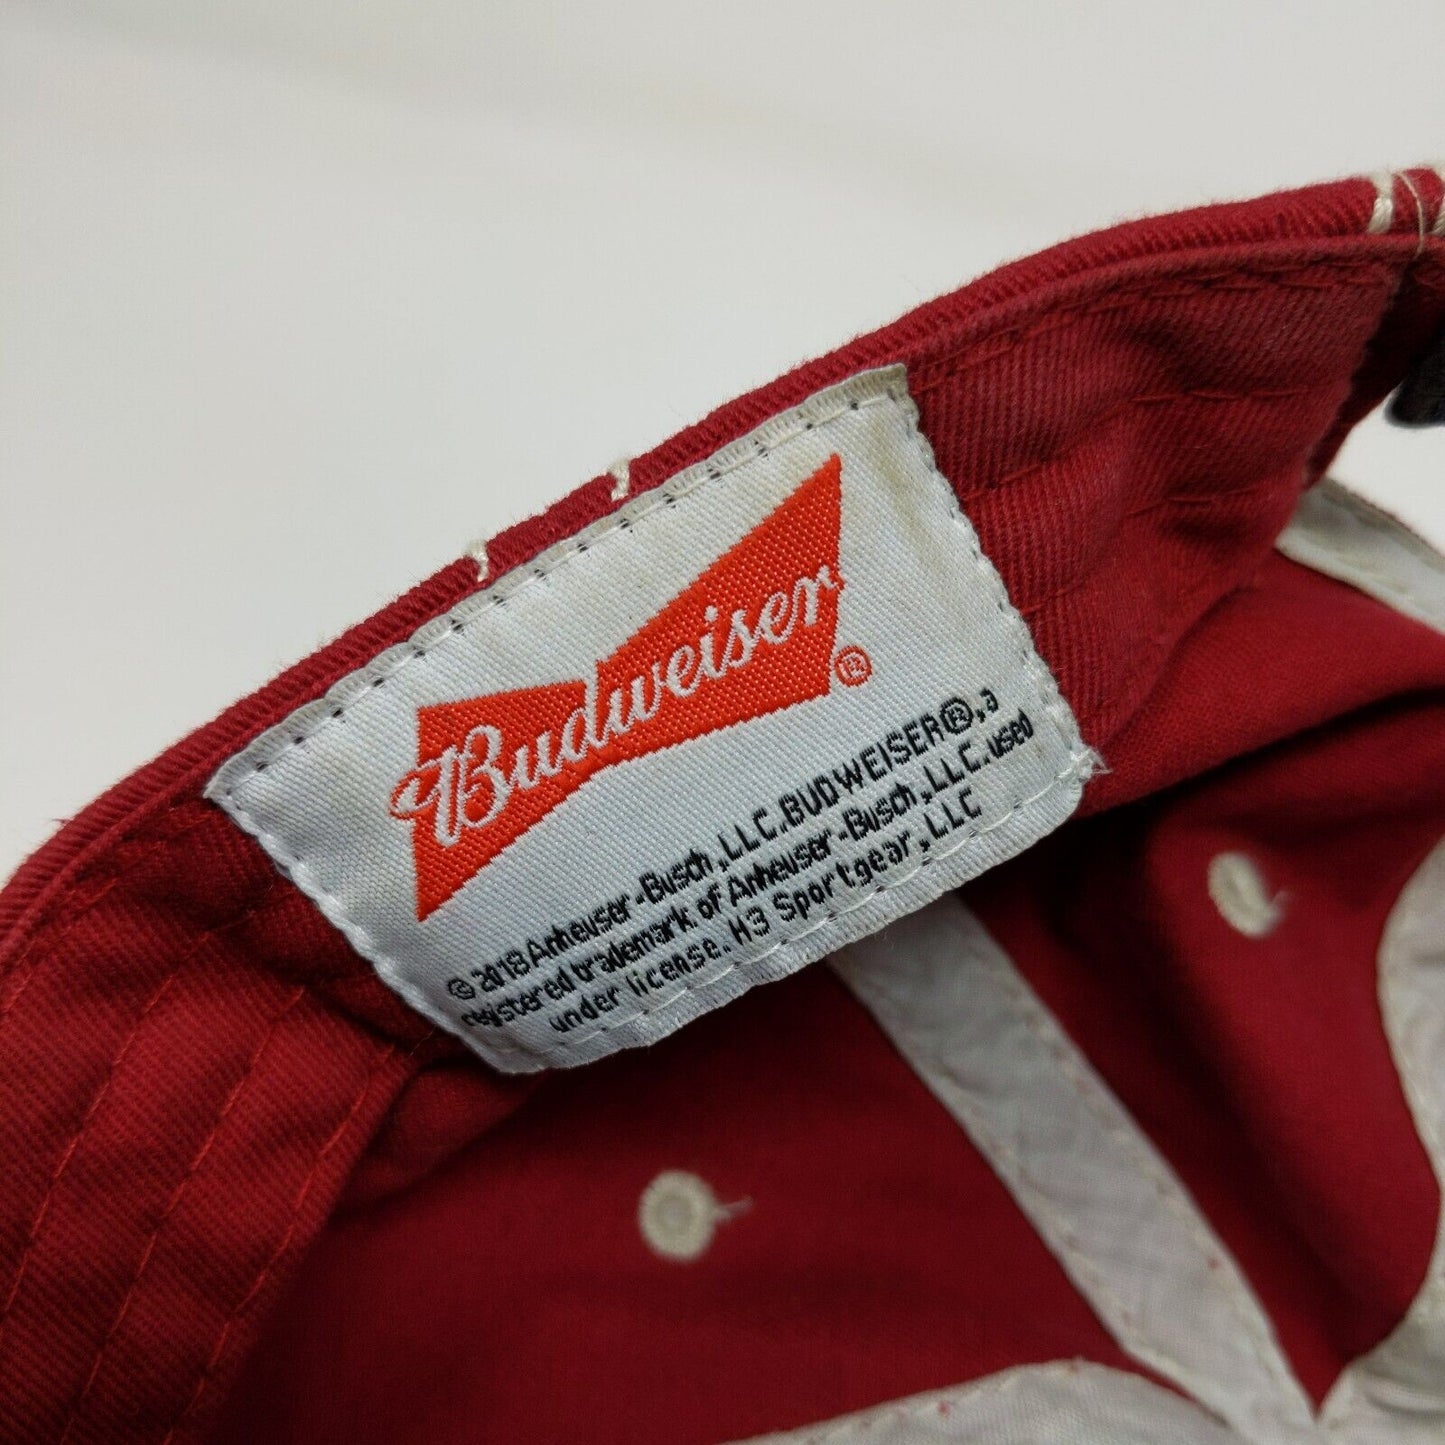 Budweiser®
© 2018 Anheuser-Busch, LLC. BUDWEISER®, a
registered trademark of Anheuser-Busch, LLC. used
under license. H3 Sportgear, LLC